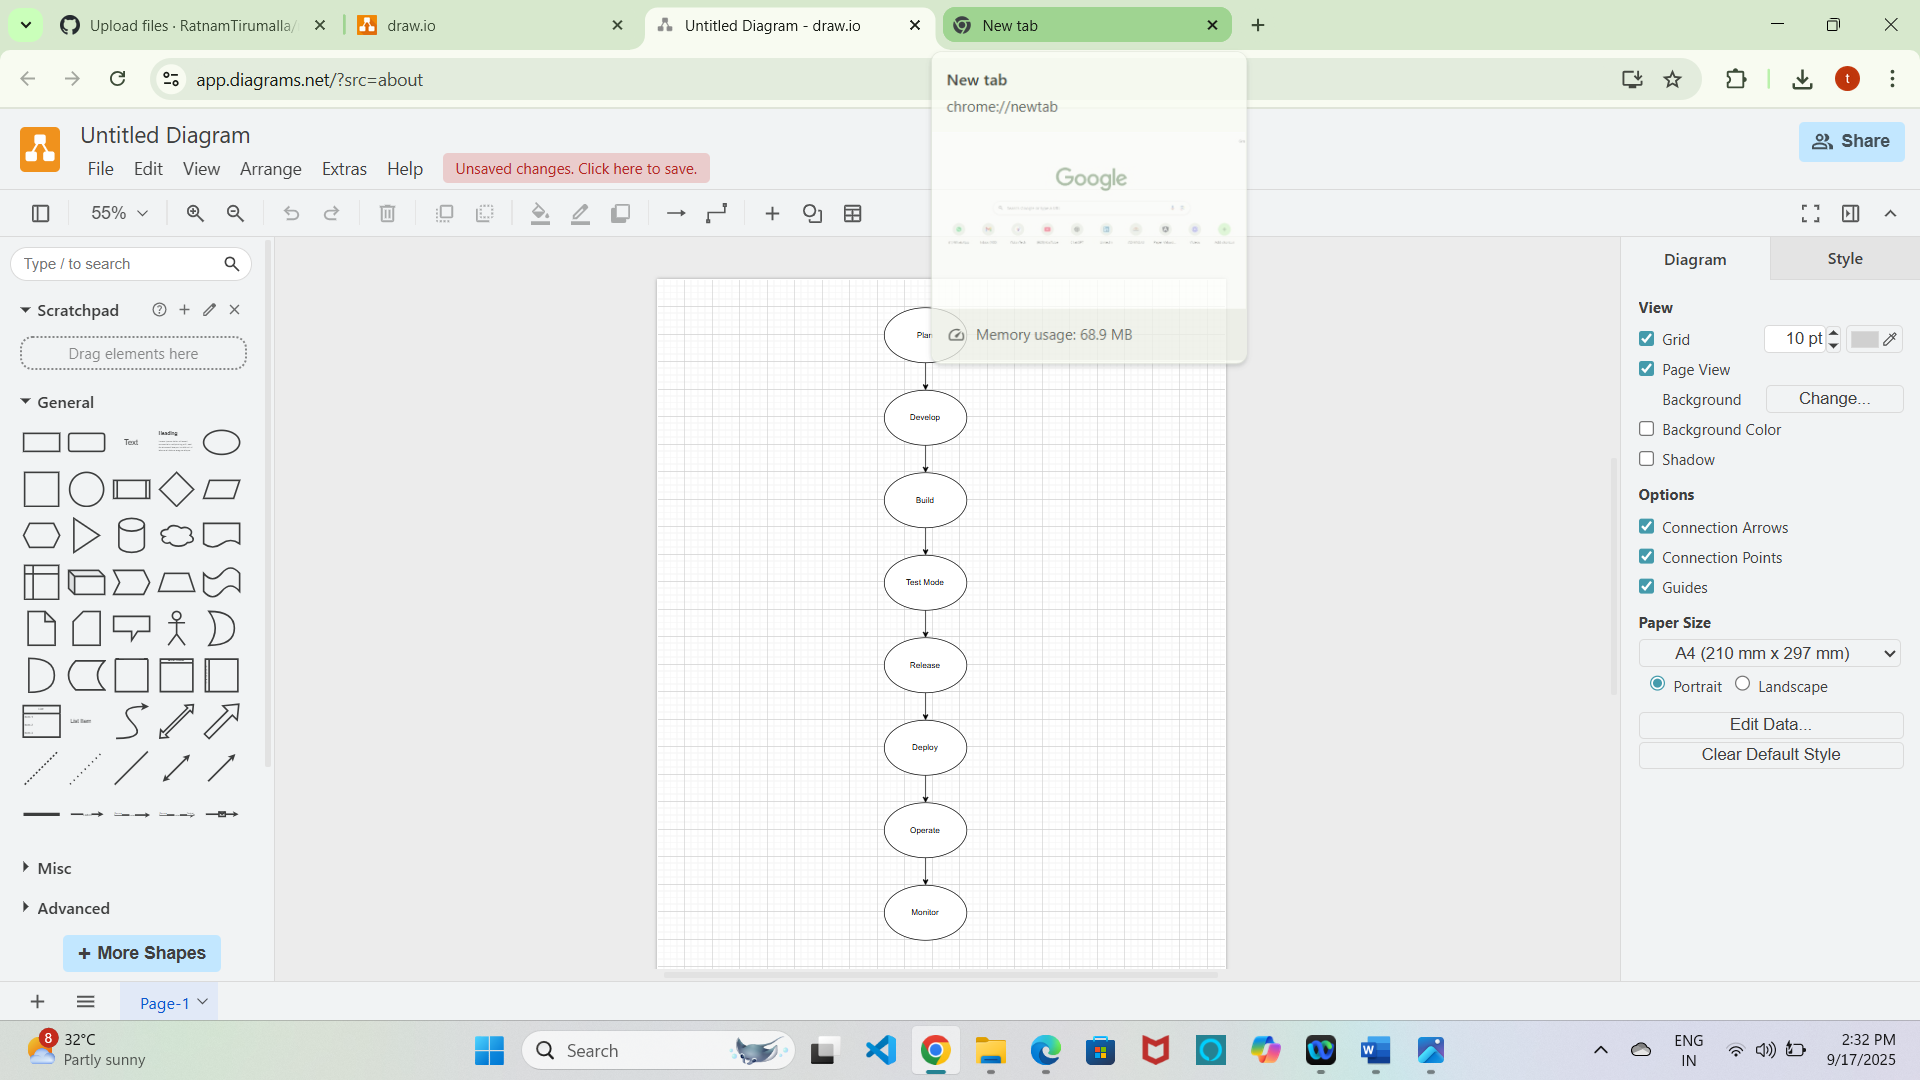 Upload files · RatnamTirumalla/
draw.io
Untitled Diagram - draw.io
New tab
app.diagrams.net/?src=about
t
New tab
chrome://newtab
Google
Memory usage: 68.9 MB
Untitled Diagram
File Edit View Arrange Extras Help
Unsaved changes. Click here to save.
Share
55%
Type / to search
Scratchpad
Drag elements here
General
Text
Heading
List Item
Misc
Advanced
+ More Shapes
Plan
Develop
Build
Test Mode
Release
Deploy
Operate
Monitor
Diagram
Style
View
Grid
10 pt
Page View
Background
Change...
Background Color
Shadow
Options
Connection Arrows
Connection Points
Guides
Paper Size
A4 (210 mm x 297 mm)
Portrait
Landscape
Edit Data...
Clear Default Style
Page-1
8
32°C
Partly sunny
Search
W
ENG
IN
2:32 PM
9/17/2025